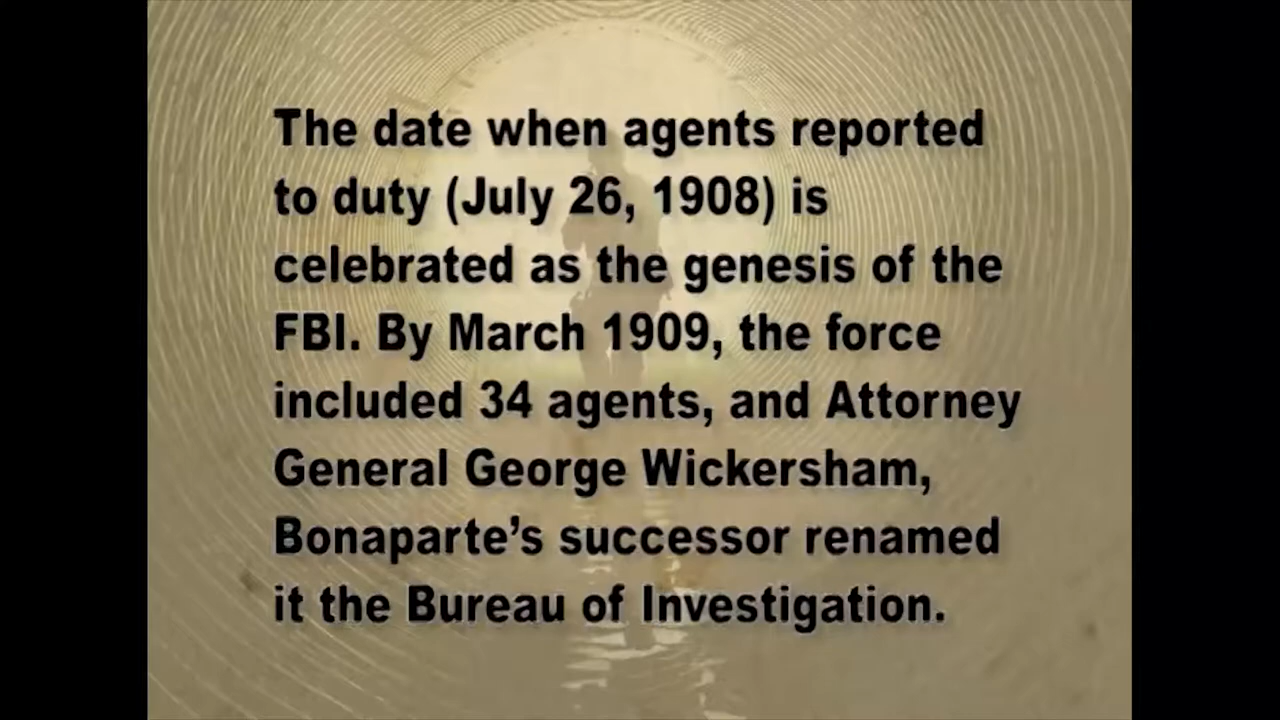 The date when agents reported
to duty (July 26, 1908) is
celebrated as the genesis of the
FBI. By March 1909, the force
included 34 agents, and Attorney
General George Wickersham,
Bonaparte’s successor renamed
it the Bureau of Investigation.